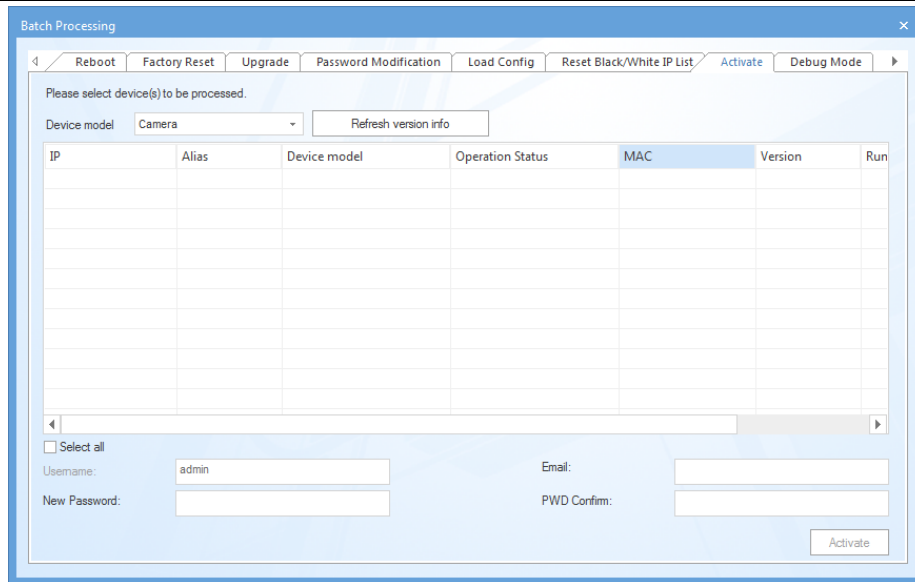 Batch Processing
Reboot Factory Reset Upgrade Password Modification Load Config Reset Black/White IP List Activate Debug Mode
Please select device(s) to be processed.
Device model Camera Refresh version info
IP Alias Device model Operation Status MAC Version Run
Select all
Username: admin Email:
New Password: PWD Confirm:
Activate